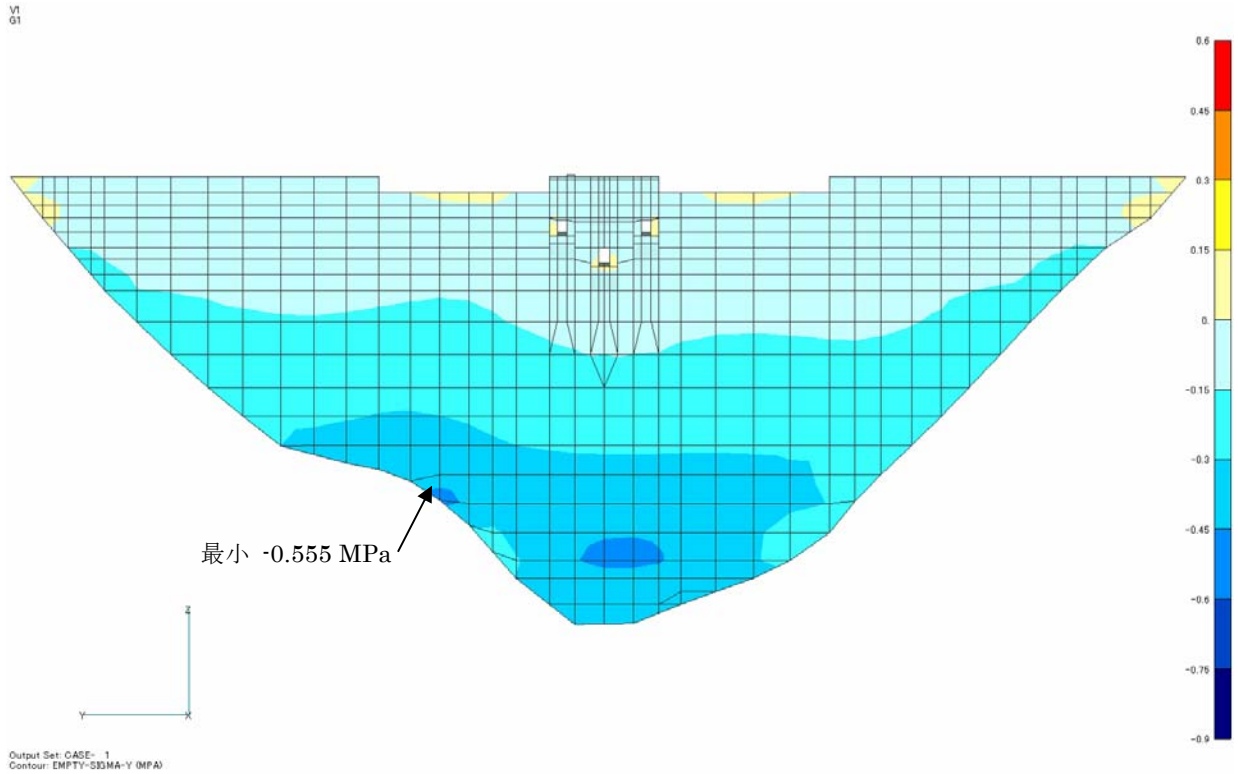 V1
G1
0.6
0.45
0.3
0.15
0.
-0.15
-0.3
-0.45
-0.6
-0.75
-0.9
最小 -0.555 MPa
Z
Y
X
Output Set: CASE- 1
Contour: EMPTY-SIGMA-Y (MPA)